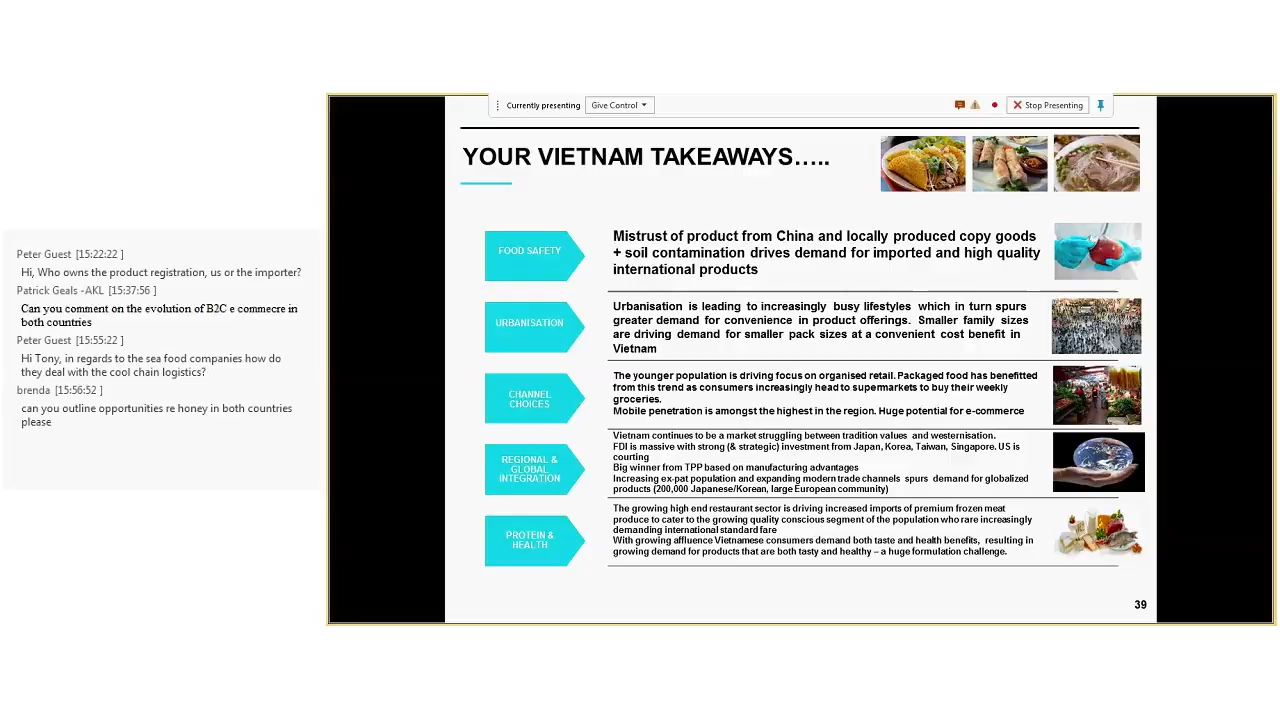 Currently presenting
Give Control
Stop Presenting
Peter Guest [15:22:22 ]
Hi, Who owns the product registration, us or the importer?
Patrick Geals -AKL [15:37:56 ]
Can you comment on the evolution of B2C e commecre in
both countries
Peter Guest [15:55:22 ]
Hi Tony, in regards to the sea food companies how do
they deal with the cool chain logistics?
brenda [15:56:52 ]
can you outline opportunities re honey in both countries
please
YOUR VIETNAM TAKEAWAYS.....
FOOD SAFETY
Mistrust of product from China and locally produced copy goods
+ soil contamination drives demand for imported and high quality
international products
URBANISATION
Urbanisation is leading to increasingly busy lifestyles which in turn spurs
greater demand for convenience in product offerings. Smaller family sizes
are driving demand for smaller pack sizes at a convenient cost benefit in
Vietnam
CHANNEL
CHOICES
The younger population is driving focus on organised retail. Packaged food has benefitted
from this trend as consumers increasingly head to supermarkets to buy their weekly
groceries.
Mobile penetration is amongst the highest in the region. Huge potential for e-commerce
REGIONAL &
GLOBAL
INTEGRATION
Vietnam continues to be a market struggling between tradition values and westernisation.
FDI is massive with strong (& strategic) investment from Japan, Korea, Taiwan, Singapore. US is
courting
Big winner from TPP based on manufacturing advantages
Increasing ex-pat population and expanding modern trade channels spurs demand for globalized
products (200,000 Japanese/Korean, large European community)
PROTEIN &
HEALTH
The growing high end restaurant sector is driving increased imports of premium frozen meat
produce to cater to the growing quality conscious segment of the population who rare increasingly
demanding international standard fare
With growing affluence Vietnamese consumers demand both taste and health benefits, resulting in
growing demand for products that are both tasty and healthy – a huge formulation challenge.
39